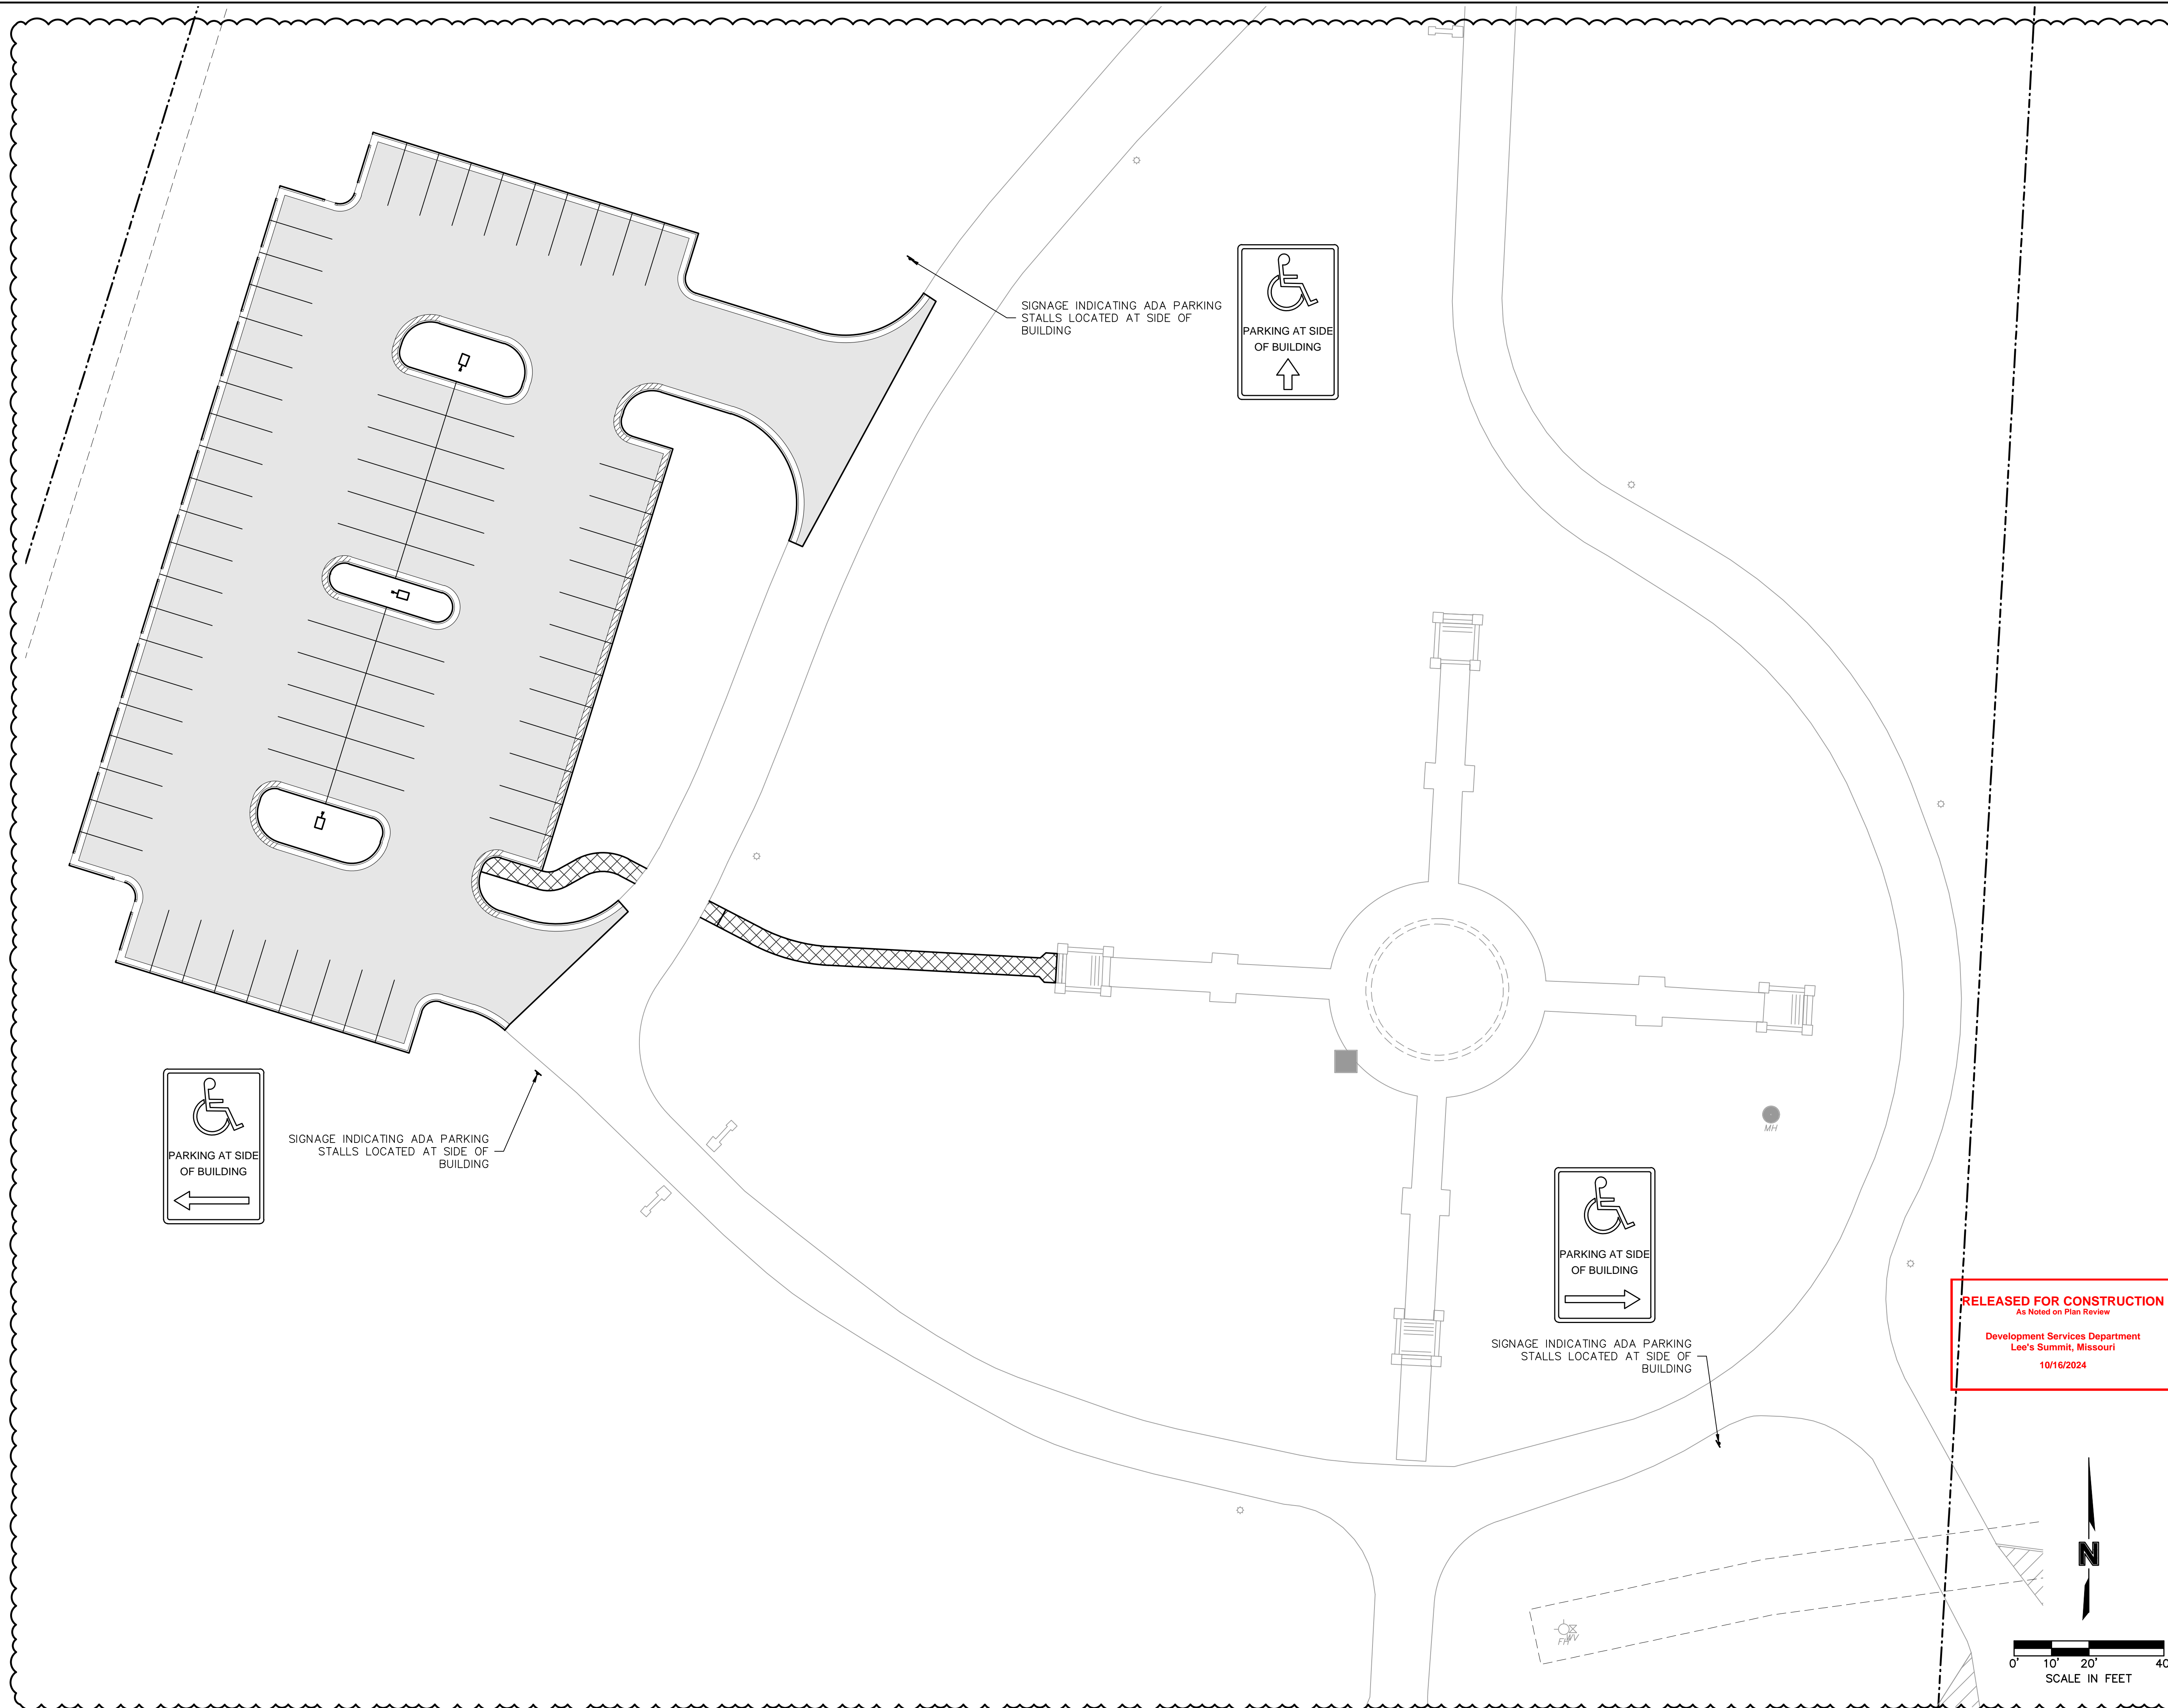 SIGNAGE INDICATING ADA PARKING
STALLS LOCATED AT SIDE OF
BUILDING
PARKING AT SIDE
OF BUILDING
PARKING AT SIDE
OF BUILDING
SIGNAGE INDICATING ADA PARKING
STALLS LOCATED AT SIDE OF
BUILDING
MH
PARKING AT SIDE
OF BUILDING
SIGNAGE INDICATING ADA PARKING
STALLS LOCATED AT SIDE OF
BUILDING
RELEASED FOR CONSTRUCTION
As Noted on Plan Review
Development Services Department
Lee's Summit, Missouri
10/16/2024
N
FH WV
0' 10' 20' 40
SCALE IN FEET